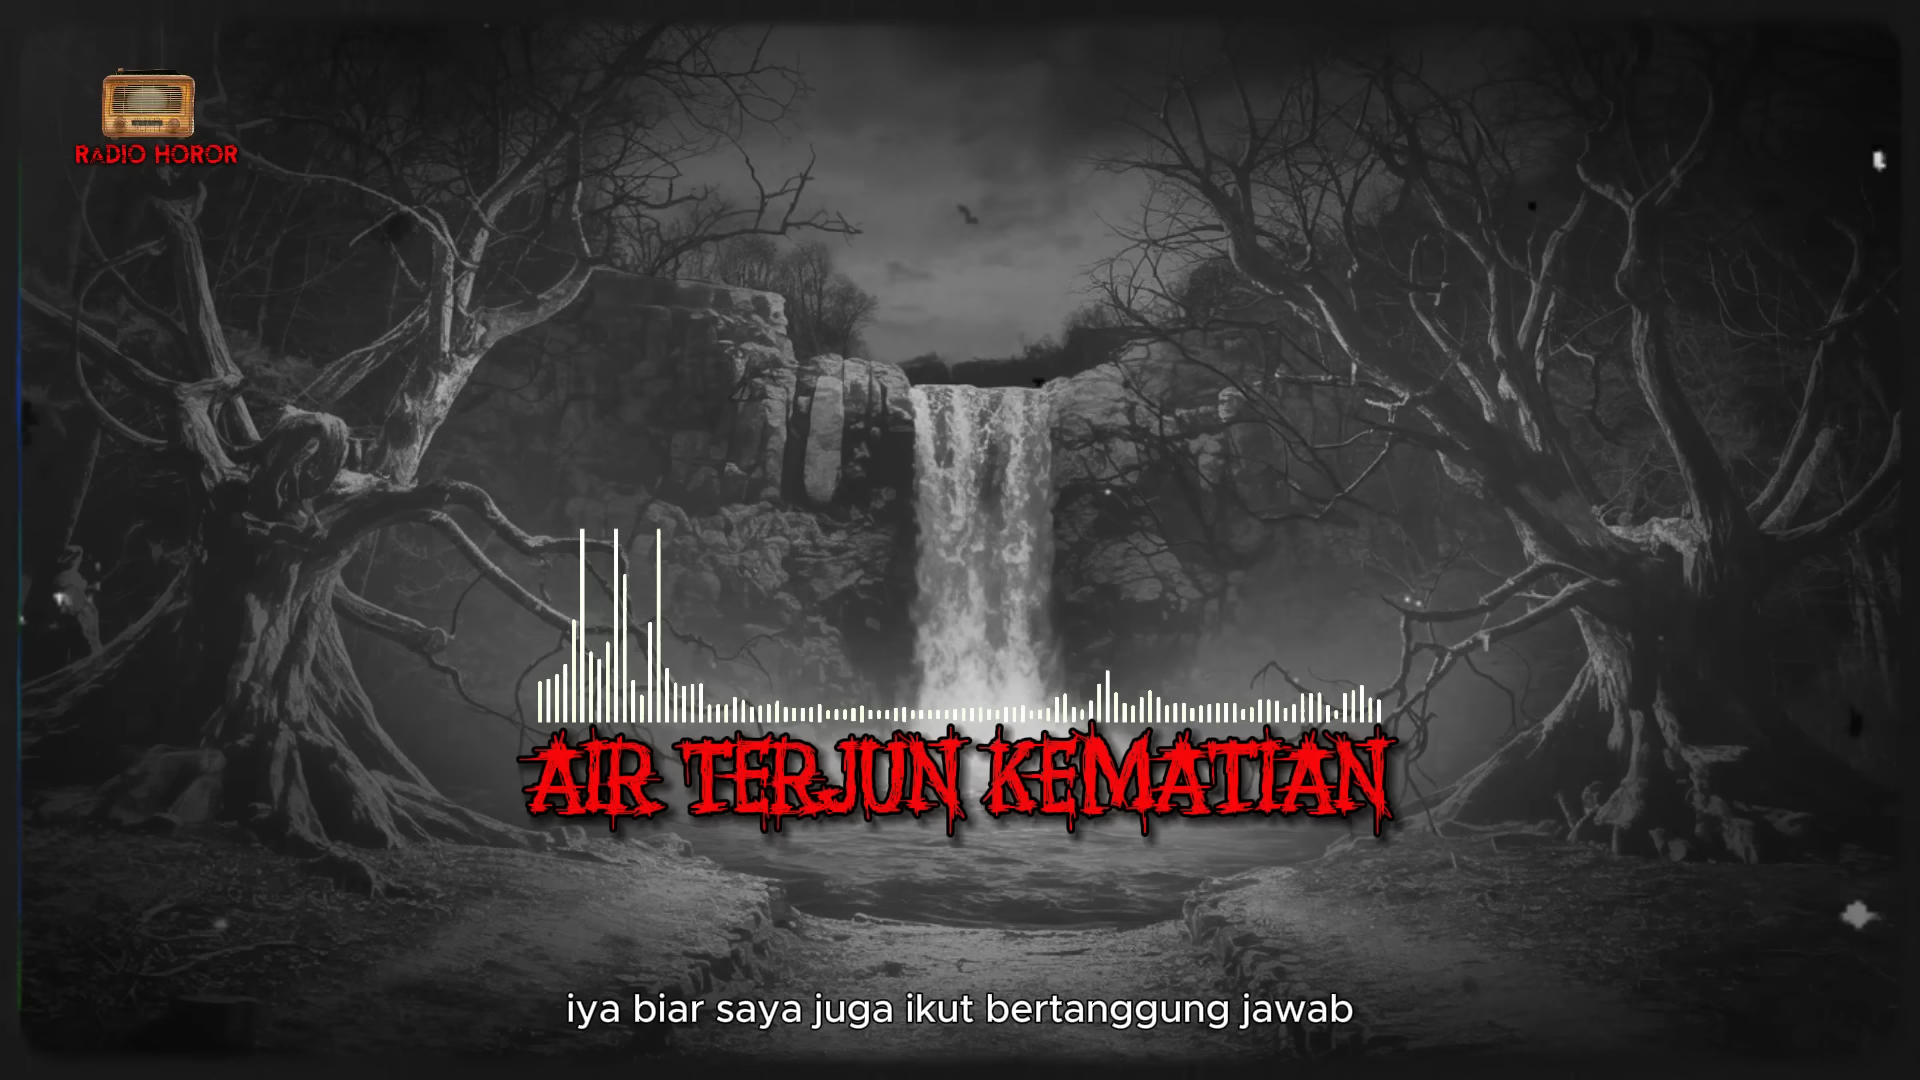 RADIO HOROR
AIR TERJUN KEMATIAN
iya biar saya juga ikut bertanggung jawab